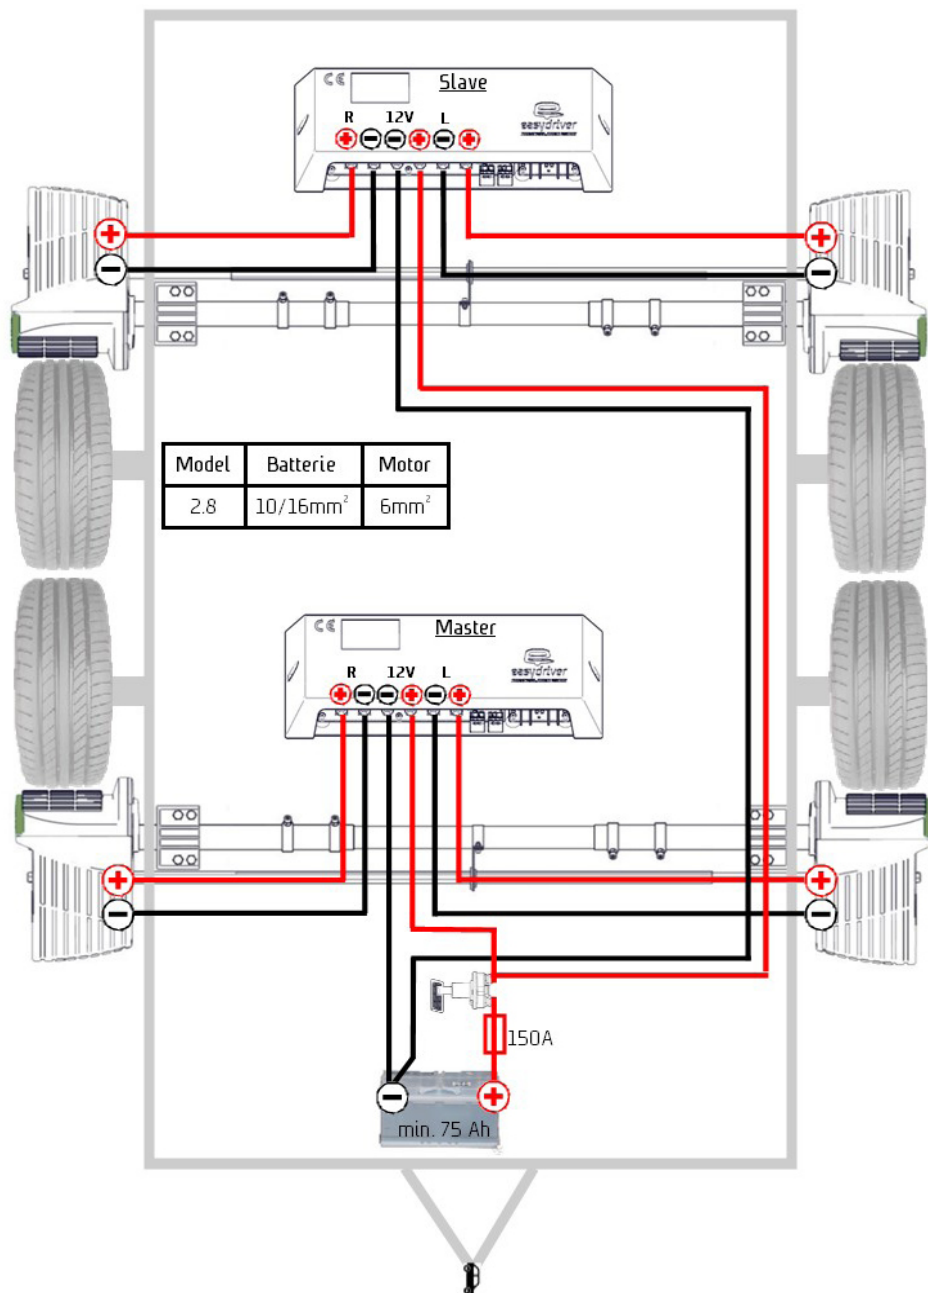 CE
Slave
R 12V L
easydriver
Model Batterie Motor
2.8 10/16mm² 6mm²
CE
Master
R 12V L
easydriver
150A
min. 75 Ah